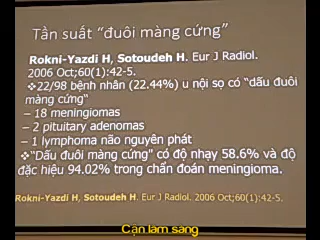 Tần suất "đuôi màng cứng"
Rokni-Yazdi H, Sotoudeh H. Eur J Radiol.
2006 Oct;60(1):42-5.
❖22/98 bệnh nhân (22.44%) u nội sọ có "dấu đuôi
màng cứng"
– 18 meningiomas
– 2 pituitary adenomas
– 1 lymphoma não nguyên phát
❖"Dấu đuôi màng cứng" có độ nhạy 58.6% và độ
đặc hiệu 94.02% trong chẩn đoán meningioma.
Rokni-Yazdi H, Sotoudeh H. Eur J Radiol. 2006 Oct;60(1):42-5.
Cận lâm sàng